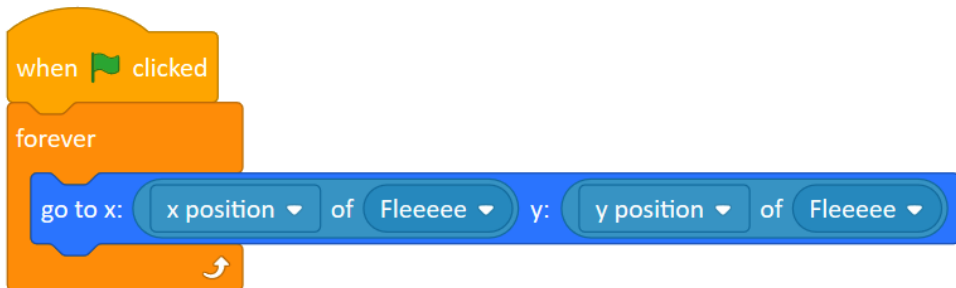 when clicked
forever
go to x: x position of Fleeeee y: y position of Fleeeee